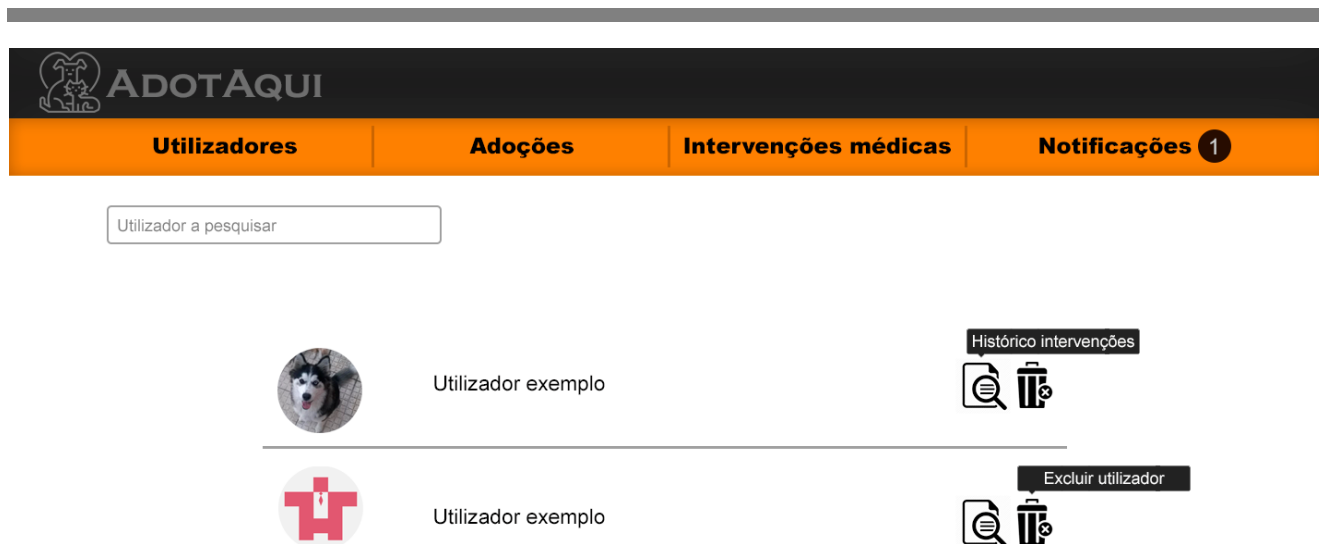 ADOTAQUI
Utilizadores Adoções Intervenções médicas Notificações 1
Utilizador a pesquisar
Histórico intervenções
Utilizador exemplo
Excluir utilizador
Utilizador exemplo